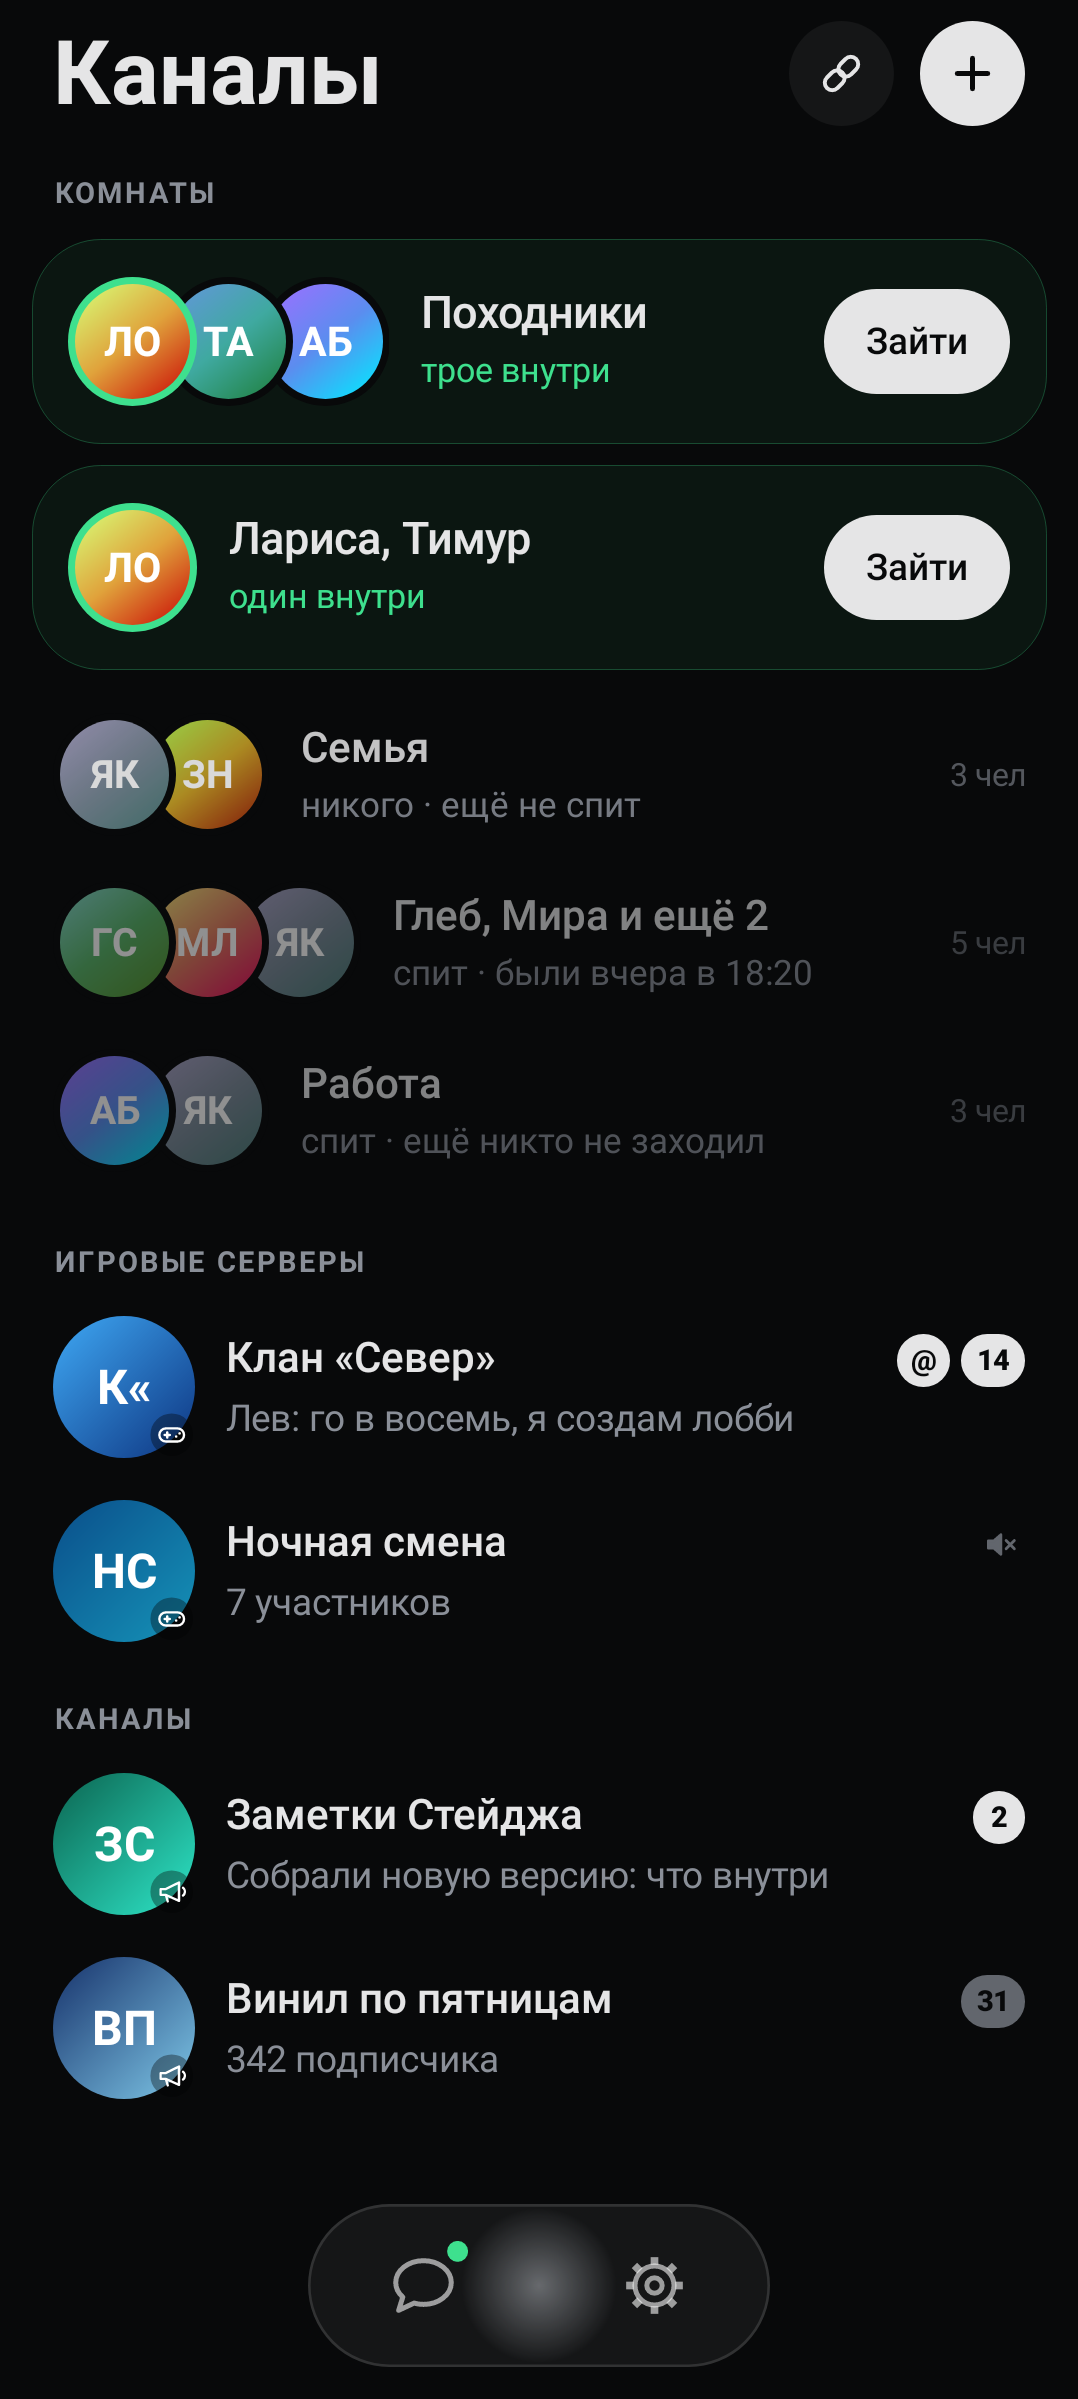 Каналы
КОМНАТЫ
ЛО ТА АБ
Походники
трое внутри
Зайти
ЛО
Лариса, Тимур
один внутри
Зайти
ЯК ЗН
Семья
никого · ещё не спит
3 чел
ГС МЛ ЯК
Глеб, Мира и ещё 2
спит · были вчера в 18:20
5 чел
АБ ЯК
Работа
спит · ещё никто не заходил
3 чел
ИГРОВЫЕ СЕРВЕРЫ
К«
Клан «Север»
Лев: го в восемь, я создам лобби
@ 14
НС
Ночная смена
7 участников
КАНАЛЫ
ЗС
Заметки Стейджа
Собрали новую версию: что внутри
2
ВП
Винил по пятницам
342 подписчика
31